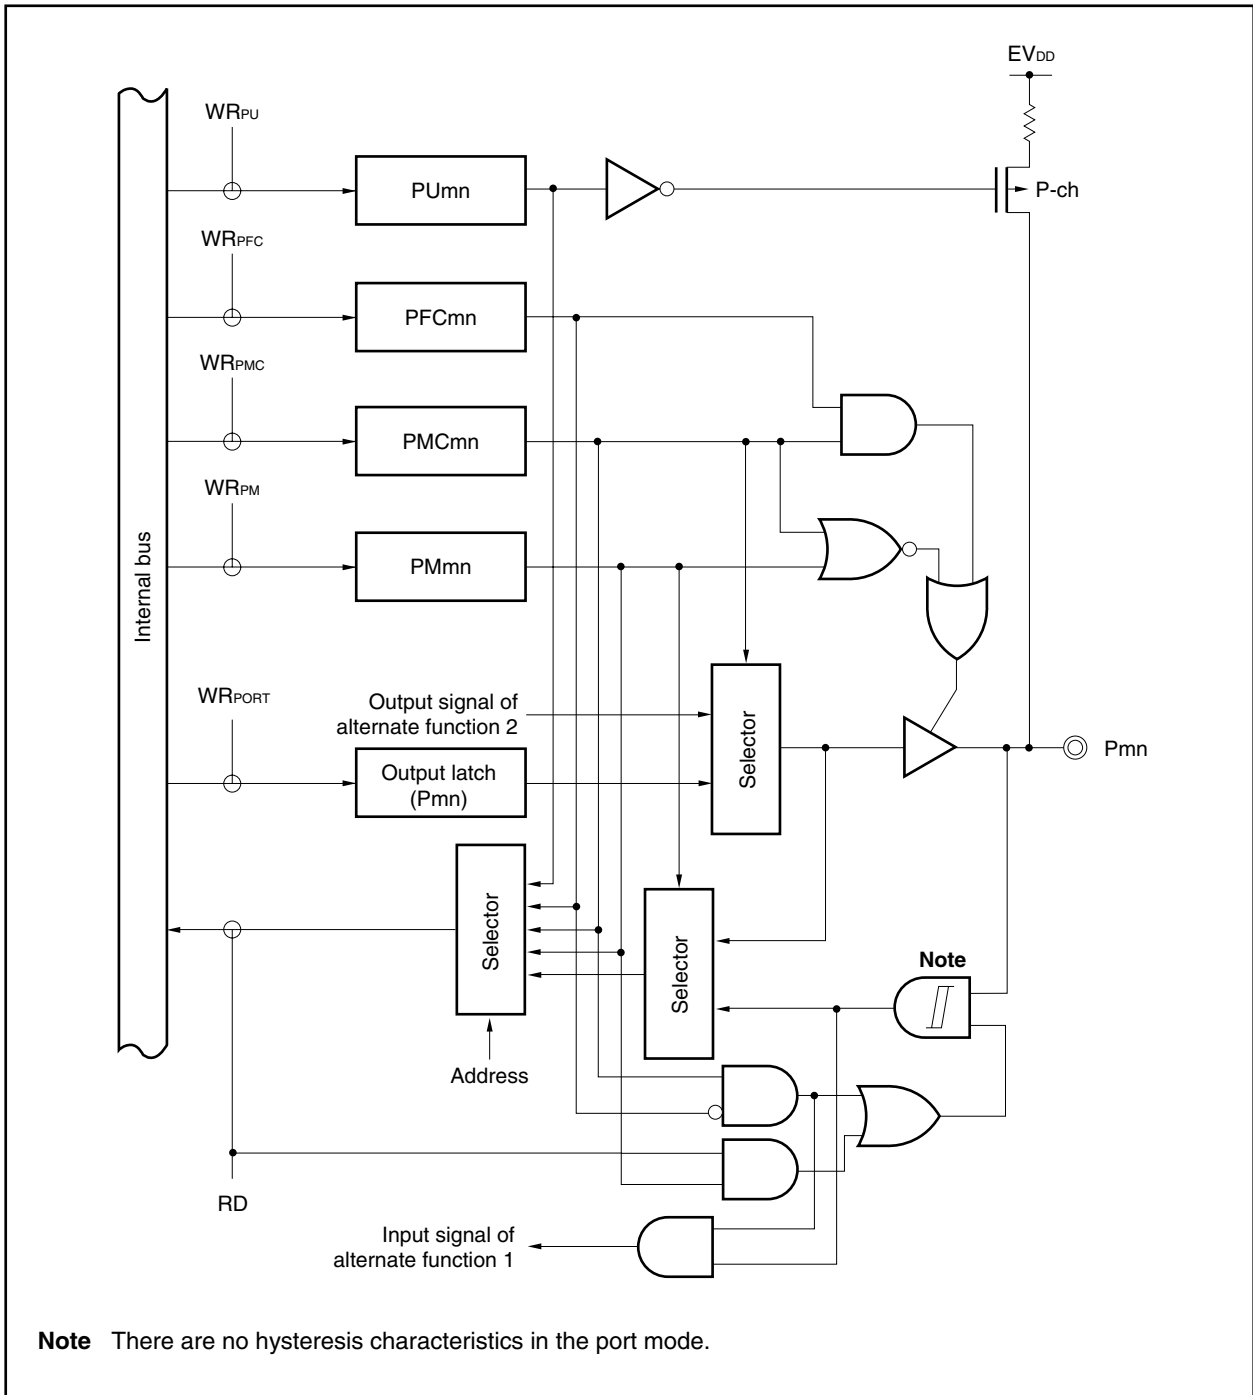 EVDD
WRPU
PUmn
P-ch
WRPFC
PFCmn
WRPMC
PMCmn
WRPM
PMmn
Internal bus
WRPORT
Output signal of
alternate function 2
Output latch
(Pmn)
Selector
Pmn
Selector
Selector
Note
Address
RD
Input signal of
alternate function 1
Note There are no hysteresis characteristics in the port mode.